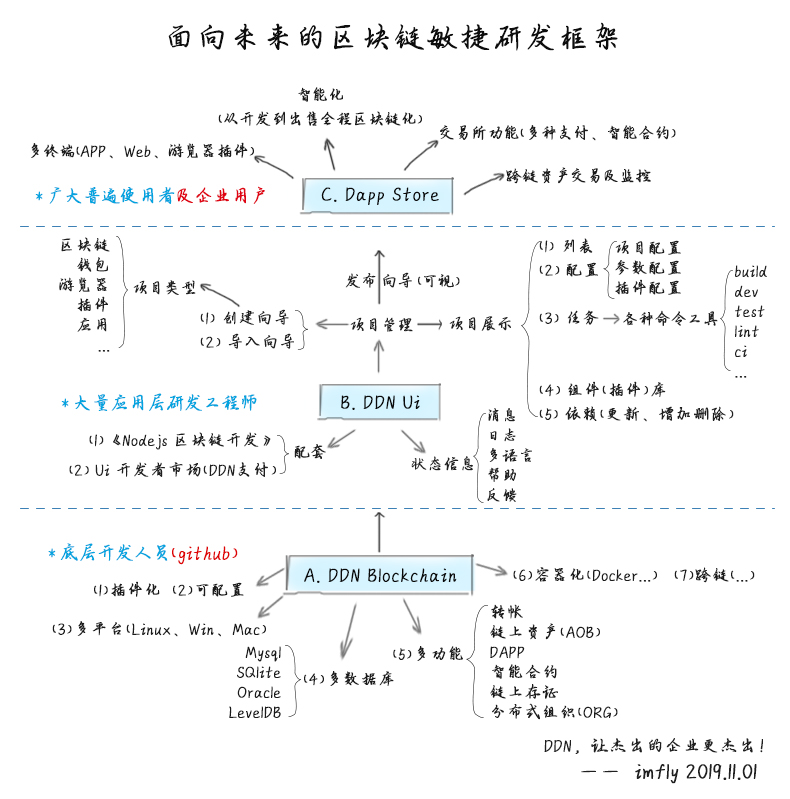 面向未来的区块链敏捷研发框架
智能化
(从开发到出售全程区块链化)
交易所功能(多种支付、智能合约)
多终端(APP、Web、游览器插件)
跨链资产交易及监控
C. Dapp Store
*广大普遍使用者及企业用户
区块链
钱包
游览器
插件
应用
...
项目类型
(1) 创建向导
(2) 导入向导
发布向导(可视)
项目管理
项目展示
(1) 列表
(2) 配置
项目配置
参数配置
插件配置
(3) 任务
各种命令工具
build
dev
test
lint
ci
...
(4) 组件(插件)库
(5) 依赖(更新、增加删除)
*大量应用层研发工程师
B. DDN Ui
(1) 《Nodejs 区块链开发》
(2) Ui 开发者市场(DDN支付)
配套
状态信息
消息
日志
多语言
帮助
反馈
*底层开发人员(github)
A. DDN Blockchain
(1)插件化 (2)可配置
(6)容器化(Docker...) (7)跨链(...)
(3)多平台(Linux、Win、Mac)
Mysql
SQlite
Oracle
LevelDB
(4)多数据库
(5)多功能
转帐
链上资产(AOB)
DAPP
智能合约
链上存证
分布式组织(ORG)
DDN, 让杰出的企业更杰出!
—— imfly 2019.11.01